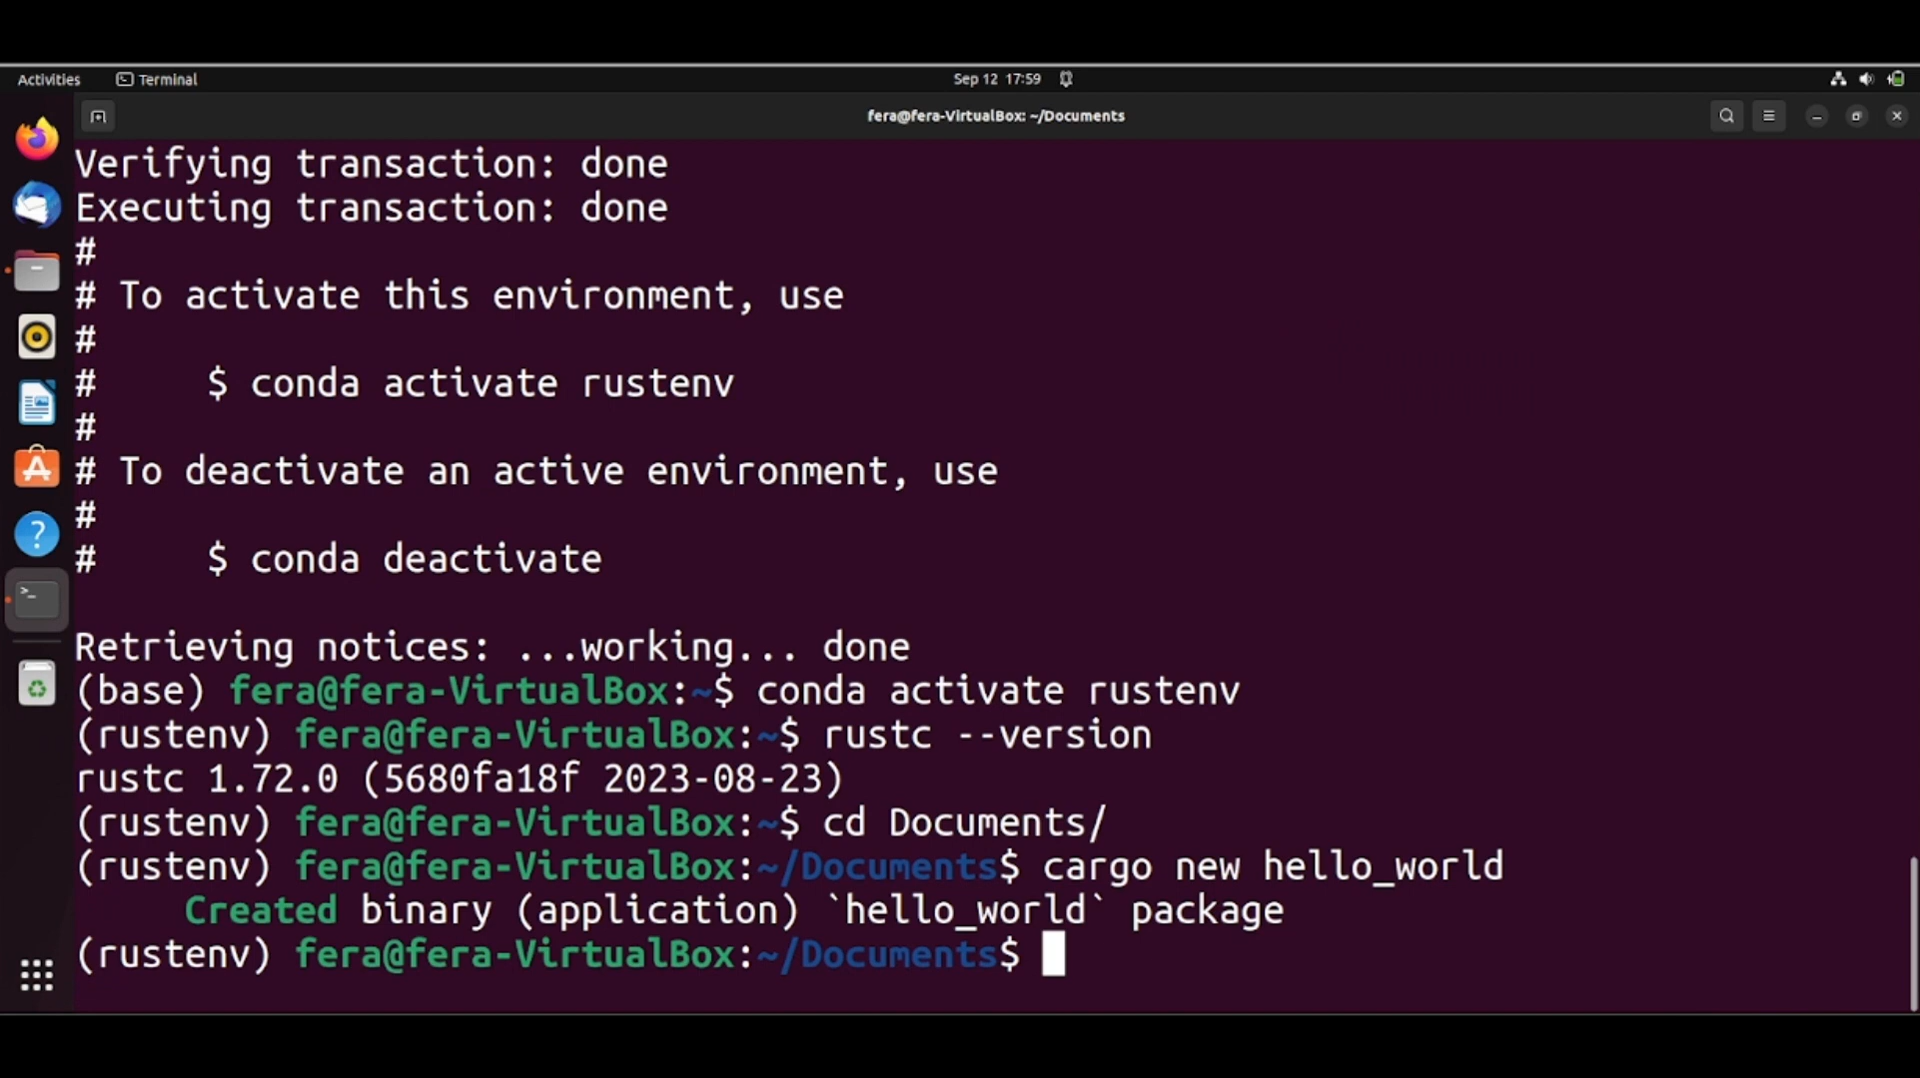 Activities Terminal Sep 12 17:59
fera@fera-VirtualBox: ~/Documents
Verifying transaction: done
Executing transaction: done
#
# To activate this environment, use
#
#     $ conda activate rustenv
#
# To deactivate an active environment, use
#
#     $ conda deactivate
Retrieving notices: ...working... done
(base) fera@fera-VirtualBox:~$ conda activate rustenv
(rustenv) fera@fera-VirtualBox:~$ rustc --version
rustc 1.72.0 (5680fa18f 2023-08-23)
(rustenv) fera@fera-VirtualBox:~$ cd Documents/
(rustenv) fera@fera-VirtualBox:~/Documents$ cargo new hello_world
     Created binary (application) `hello_world` package
(rustenv) fera@fera-VirtualBox:~/Documents$